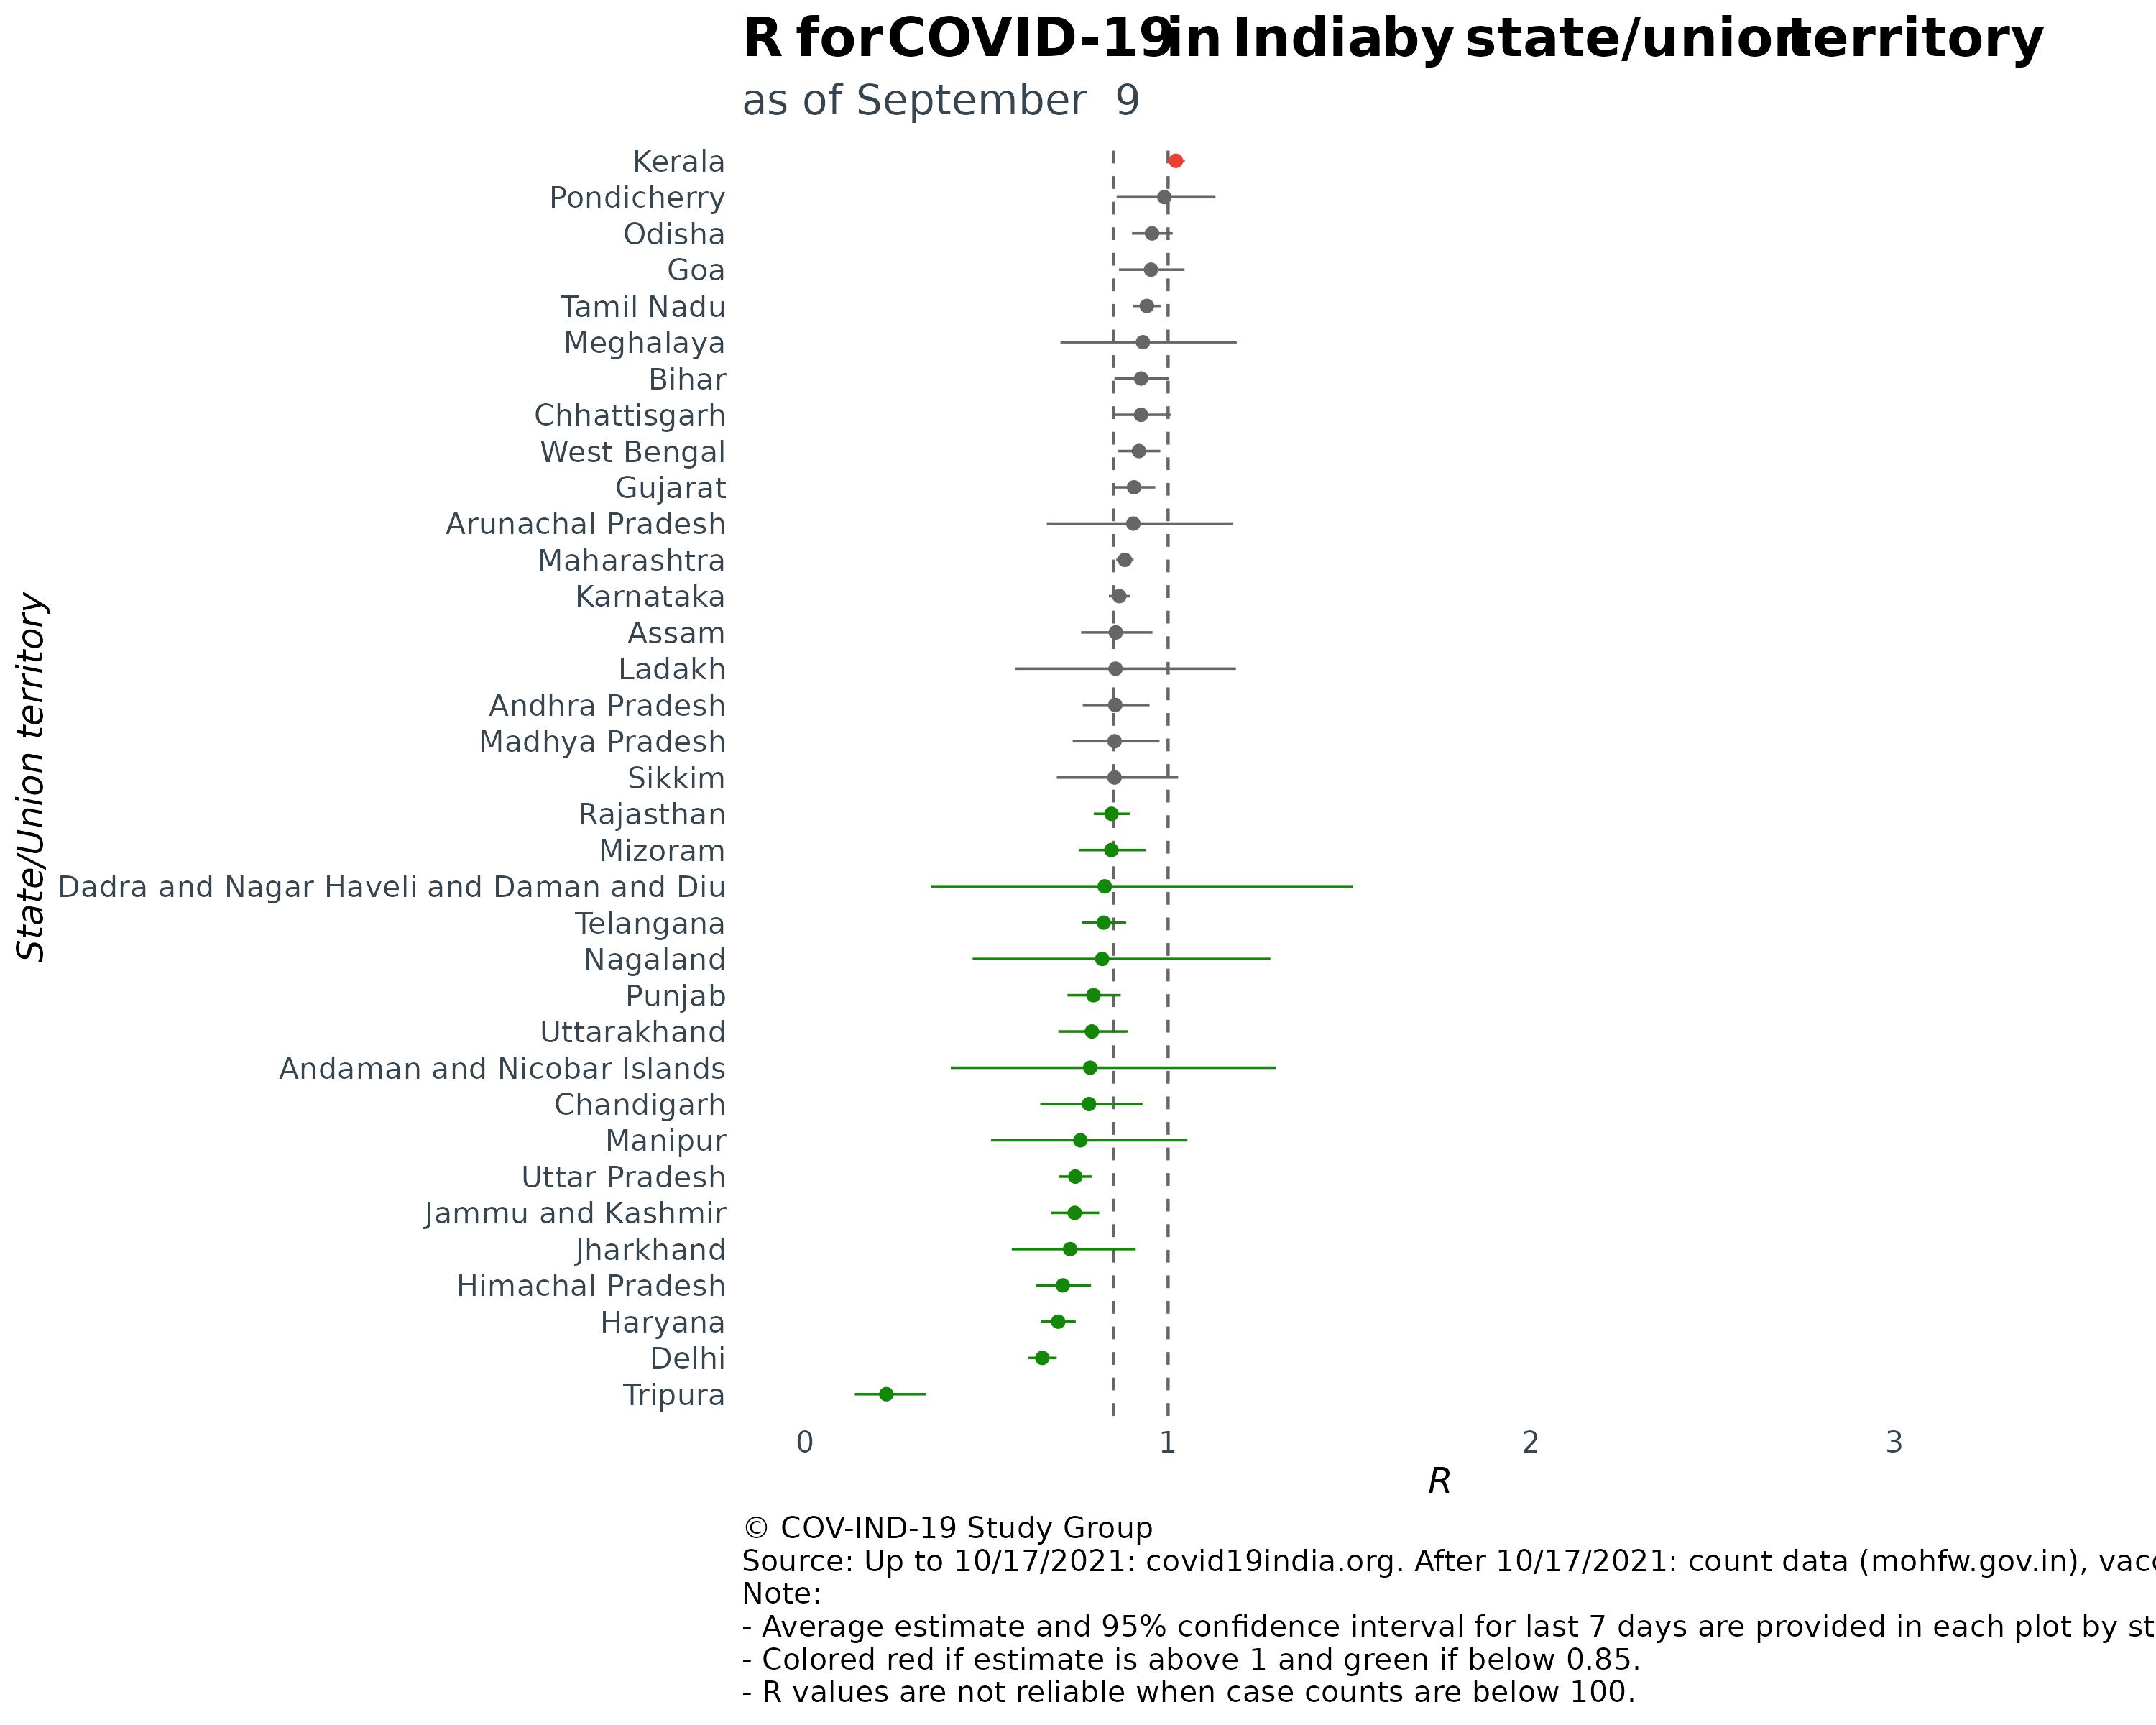 R for COVID-19 in India by state/union territory
as of September 9
State/Union territory
Kerala
Pondicherry
Odisha
Goa
Tamil Nadu
Meghalaya
Bihar
Chhattisgarh
West Bengal
Gujarat
Arunachal Pradesh
Maharashtra
Karnataka
Assam
Ladakh
Andhra Pradesh
Madhya Pradesh
Sikkim
Rajasthan
Mizoram
Dadra and Nagar Haveli and Daman and Diu
Telangana
Nagaland
Punjab
Uttarakhand
Andaman and Nicobar Islands
Chandigarh
Manipur
Uttar Pradesh
Jammu and Kashmir
Jharkhand
Himachal Pradesh
Haryana
Delhi
Tripura
0 1 2 3
R
© COV-IND-19 Study Group
Source: Up to 10/17/2021: covid19india.org. After 10/17/2021: count data (mohfw.gov.in),
Note:
- Average estimate and 95% confidence interval for last 7 days are provided in each plot by
- Colored red if estimate is above 1 and green if below 0.85.
- R values are not reliable when case counts are below 100.